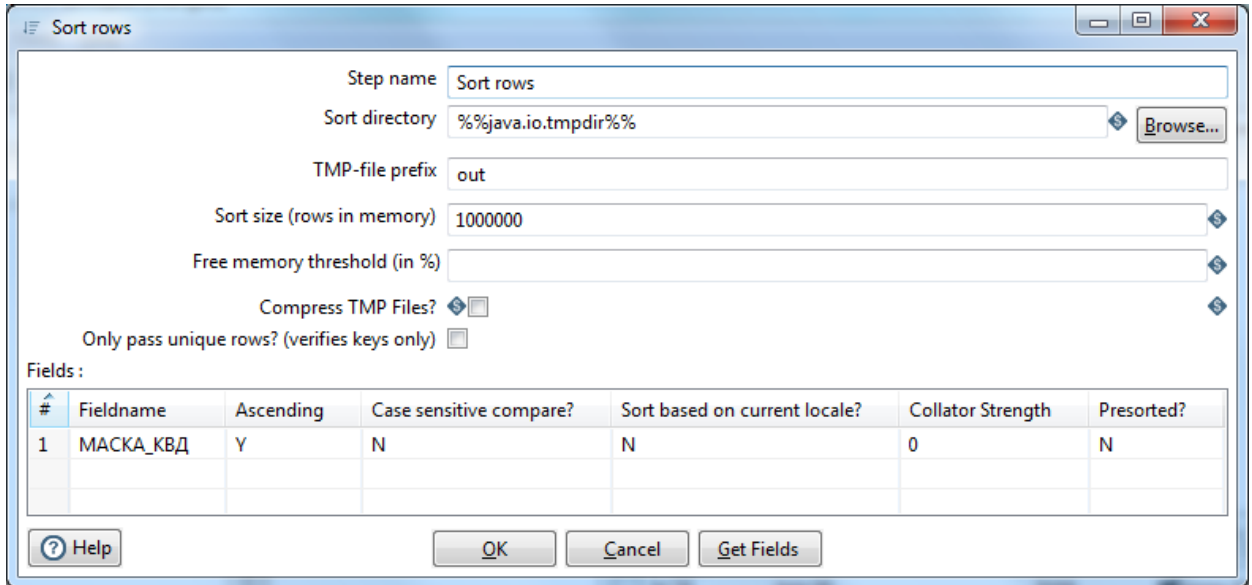 Sort rows
Step name Sort rows
Sort directory %%java.io.tmpdir%% Browse...
TMP-file prefix out
Sort size (rows in memory) 1000000
Free memory threshold (in %)
Compress TMP Files?
Only pass unique rows? (verifies keys only)
Fields :
# Fieldname Ascending Case sensitive compare? Sort based on current locale? Collator Strength Presorted?
1 МАСКА_КВД Y N N 0 N
Help OK Cancel Get Fields